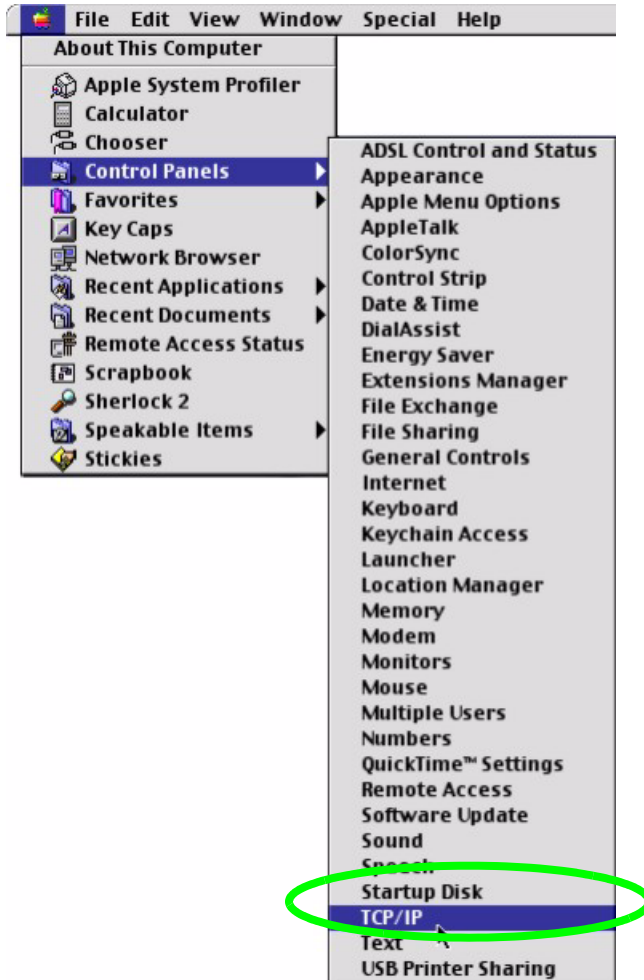 File Edit View Window Special Help
About This Computer
Apple System Profiler
Calculator
Chooser
Control Panels
Favorites
Key Caps
Network Browser
Recent Applications
Recent Documents
Remote Access Status
Scrapbook
Sherlock 2
Speakable Items
Stickies
ADSL Control and Status
Appearance
Apple Menu Options
AppleTalk
ColorSync
Control Strip
Date & Time
DialAssist
Energy Saver
Extensions Manager
File Exchange
File Sharing
General Controls
Internet
Keyboard
Keychain Access
Launcher
Location Manager
Memory
Modem
Monitors
Mouse
Multiple Users
Numbers
QuickTime™ Settings
Remote Access
Software Update
Sound
Speech
Startup Disk
TCP/IP
Text
USB Printer Sharing